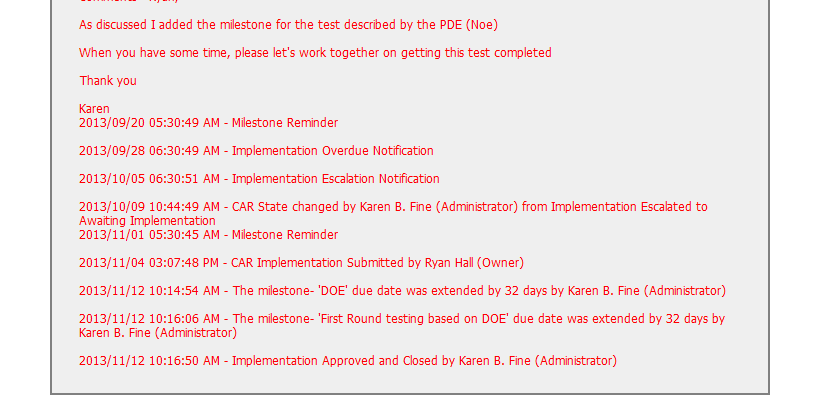 As discussed I added the milestone for the test described by the PDE (Noe)
When you have some time, please let's work together on getting this test completed
Thank you
Karen
2013/09/20 05:30:49 AM - Milestone Reminder
2013/09/28 06:30:49 AM - Implementation Overdue Notification
2013/10/05 06:30:51 AM - Implementation Escalation Notification
2013/10/09 10:44:49 AM - CAR State changed by Karen B. Fine (Administrator) from Implementation Escalated to
Awaiting Implementation
2013/11/01 05:30:45 AM - Milestone Reminder
2013/11/04 03:07:48 PM - CAR Implementation Submitted by Ryan Hall (Owner)
2013/11/12 10:14:54 AM - The milestone- 'DOE' due date was extended by 32 days by Karen B. Fine (Administrator)
2013/11/12 10:16:06 AM - The milestone- 'First Round testing based on DOE' due date was extended by 32 days by
Karen B. Fine (Administrator)
2013/11/12 10:16:50 AM - Implementation Approved and Closed by Karen B. Fine (Administrator)